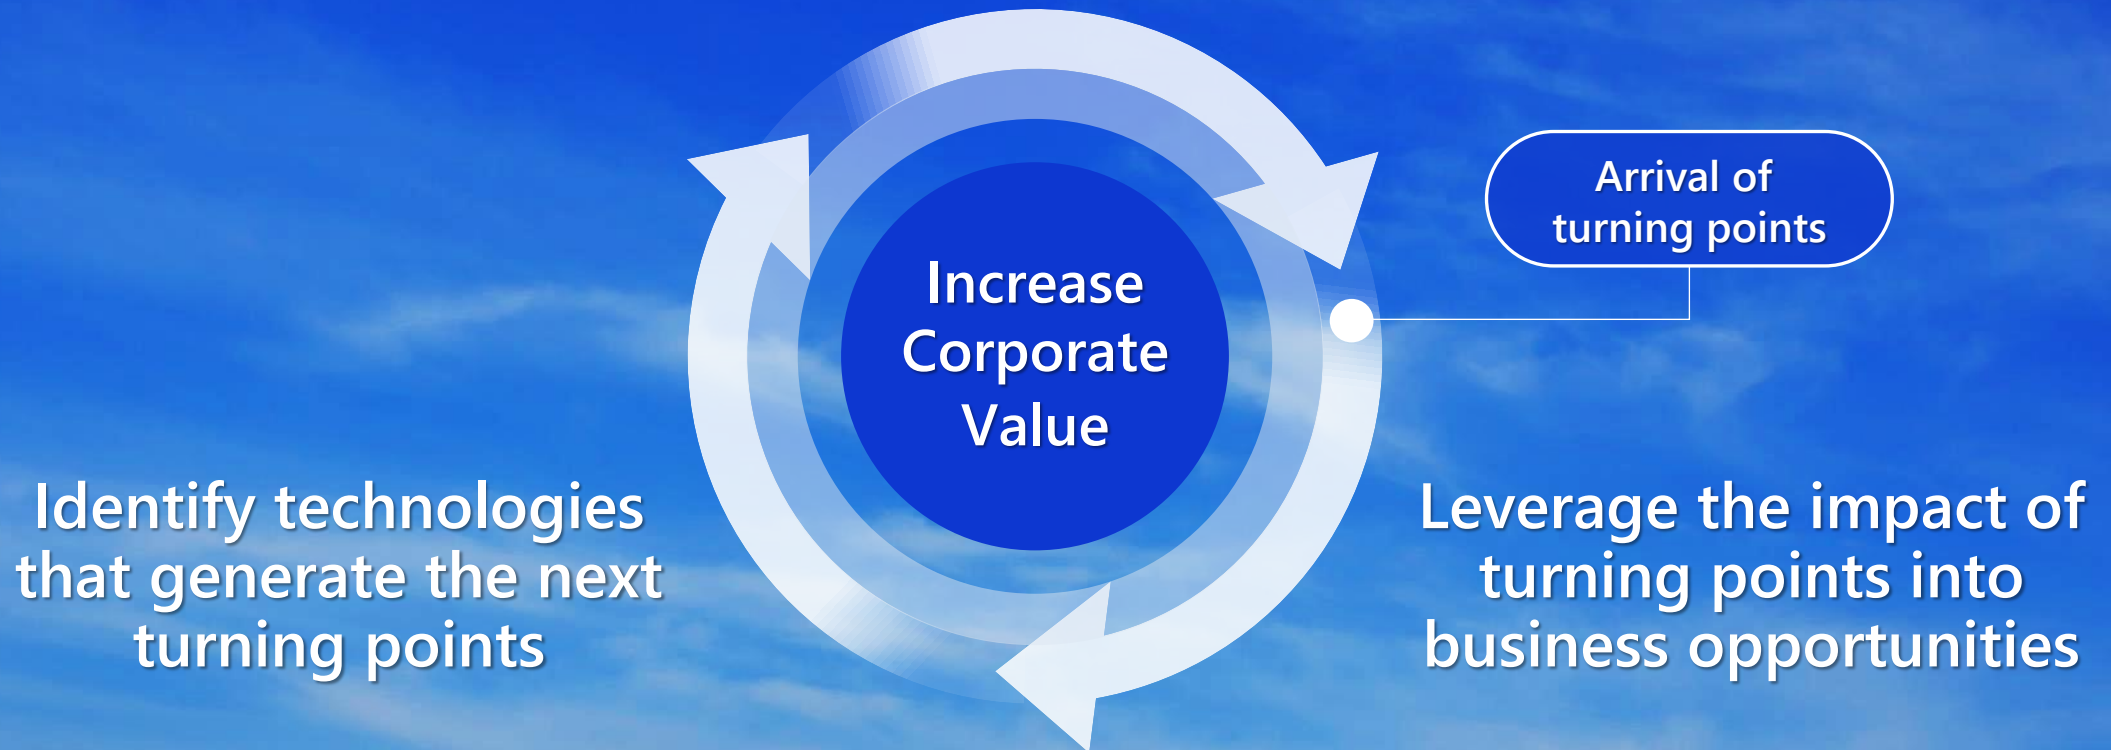 Arrival of
turning points
Increase
Corporate
Value
Identify technologies
that generate the next
turning points
Leverage the impact of
turning points into
business opportunities